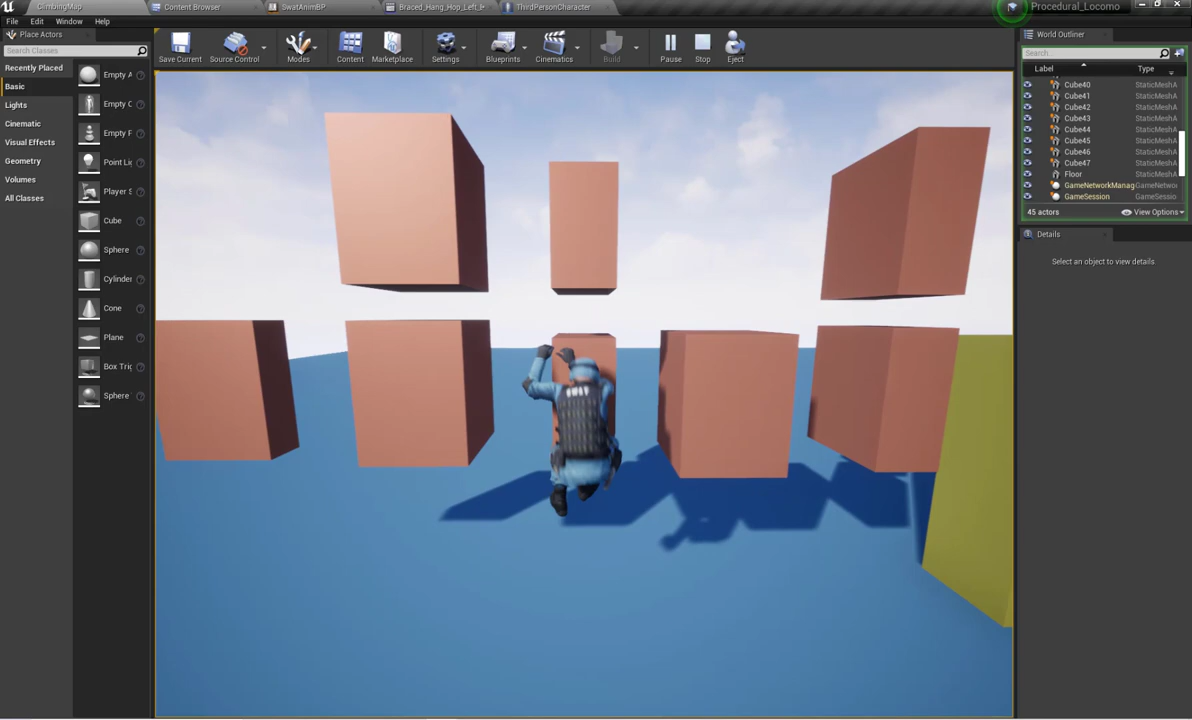 ClimbingMap
Content Browser
SwatAnimBP
Braced_Hang_Hop_Left_I
ThirdPersonCharacter
Procedural_Locomo
File Edit Window Help
Place Actors
Search Classes
Recently Placed
Basic
Lights
Cinematic
Visual Effects
Geometry
Volumes
All Classes
Empty A
Empty C
Empty P
Point Li
Player S
Cube
Sphere
Cylinder
Cone
Plane
Box Trig
Sphere
Save Current
Source Control
Modes
Content
Marketplace
Settings
Blueprints
Cinematics
Build
Pause
Stop
Eject
World Outliner
Search...
Label Type
Cube40 StaticMeshA
Cube41 StaticMeshA
Cube42 StaticMeshA
Cube43 StaticMeshA
Cube44 StaticMeshA
Cube45 StaticMeshA
Cube46 StaticMeshA
Cube47 StaticMeshA
Floor StaticMeshA
GameNetworkManag GameNetwo
GameSession GameSessio
45 actors View Options
Details
Select an object to view details.